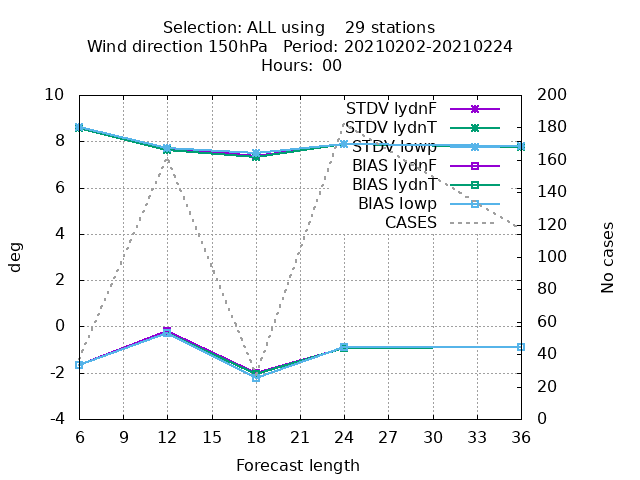 Selection: ALL using    29 stations
Wind direction 150hPa   Period: 20210202-20210224
Hours: 00
10
8
6
4
2
0
-2
-4
200
180
160
140
120
100
80
60
40
20
0
deg
No cases
STDV lydnF
STDV lydnT
STDV lowp
BIAS lydnF
BIAS lydnT
BIAS lowp
CASES
6 9 12 15 18 21 24 27 30 33 36
Forecast length